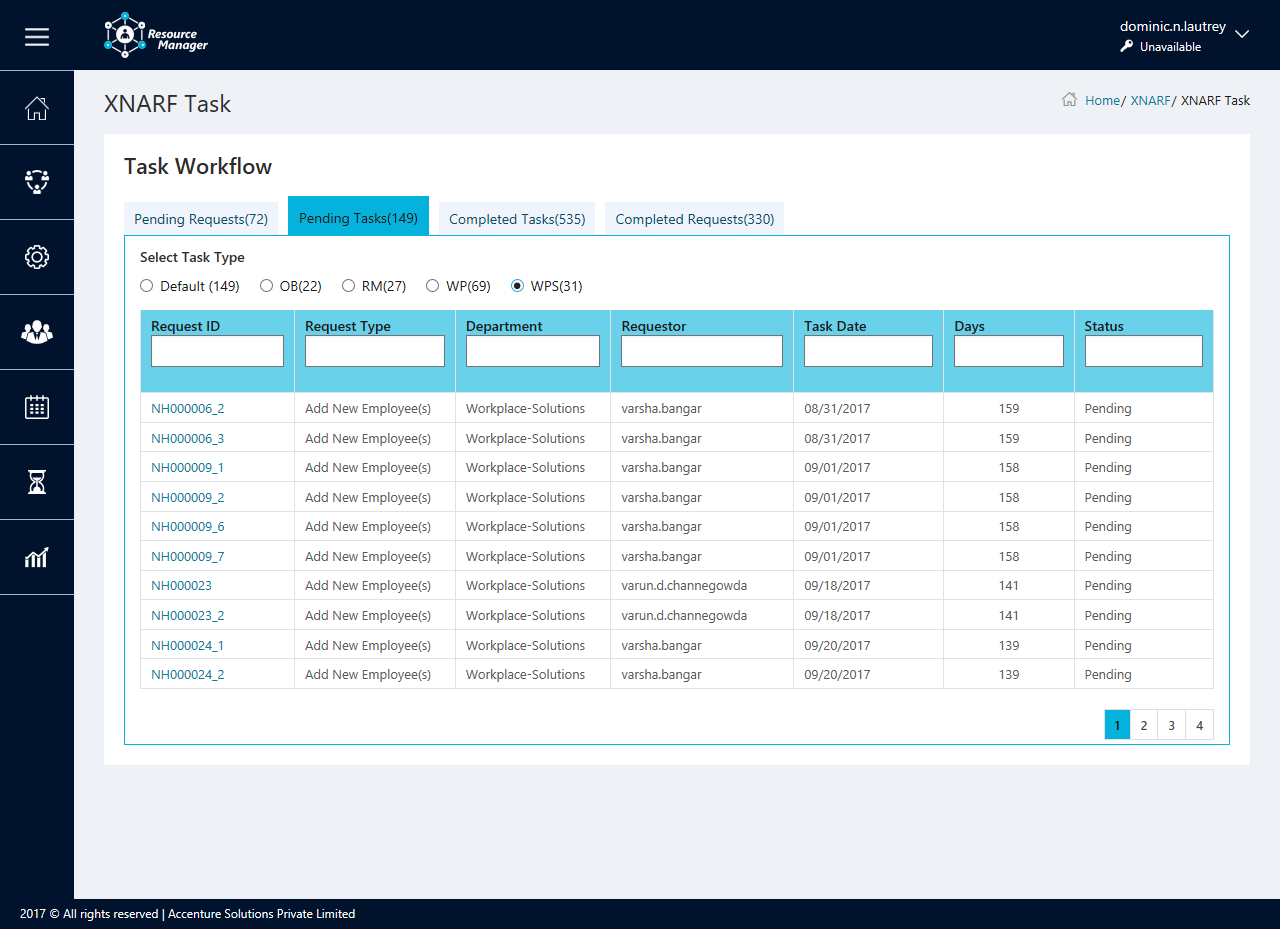 Resource Manager
dominic.n.lautrey
Unavailable
XNARF Task
Home/ XNARF/ XNARF Task
Task Workflow
Pending Requests(72) Pending Tasks(149) Completed Tasks(535) Completed Requests(330)
Select Task Type
Default (149) OB(22) RM(27) WP(69) WPS(31)
Request ID Request Type Department Requestor Task Date Days Status
NH000006_2 Add New Employee(s) Workplace-Solutions varsha.bangar 08/31/2017 159 Pending
NH000006_3 Add New Employee(s) Workplace-Solutions varsha.bangar 08/31/2017 159 Pending
NH000009_1 Add New Employee(s) Workplace-Solutions varsha.bangar 09/01/2017 158 Pending
NH000009_2 Add New Employee(s) Workplace-Solutions varsha.bangar 09/01/2017 158 Pending
NH000009_6 Add New Employee(s) Workplace-Solutions varsha.bangar 09/01/2017 158 Pending
NH000009_7 Add New Employee(s) Workplace-Solutions varsha.bangar 09/01/2017 158 Pending
NH000023 Add New Employee(s) Workplace-Solutions varun.d.channegowda 09/18/2017 141 Pending
NH000023_2 Add New Employee(s) Workplace-Solutions varun.d.channegowda 09/18/2017 141 Pending
NH000024_1 Add New Employee(s) Workplace-Solutions varsha.bangar 09/20/2017 139 Pending
NH000024_2 Add New Employee(s) Workplace-Solutions varsha.bangar 09/20/2017 139 Pending
1 2 3 4
2017 © All rights reserved | Accenture Solutions Private Limited